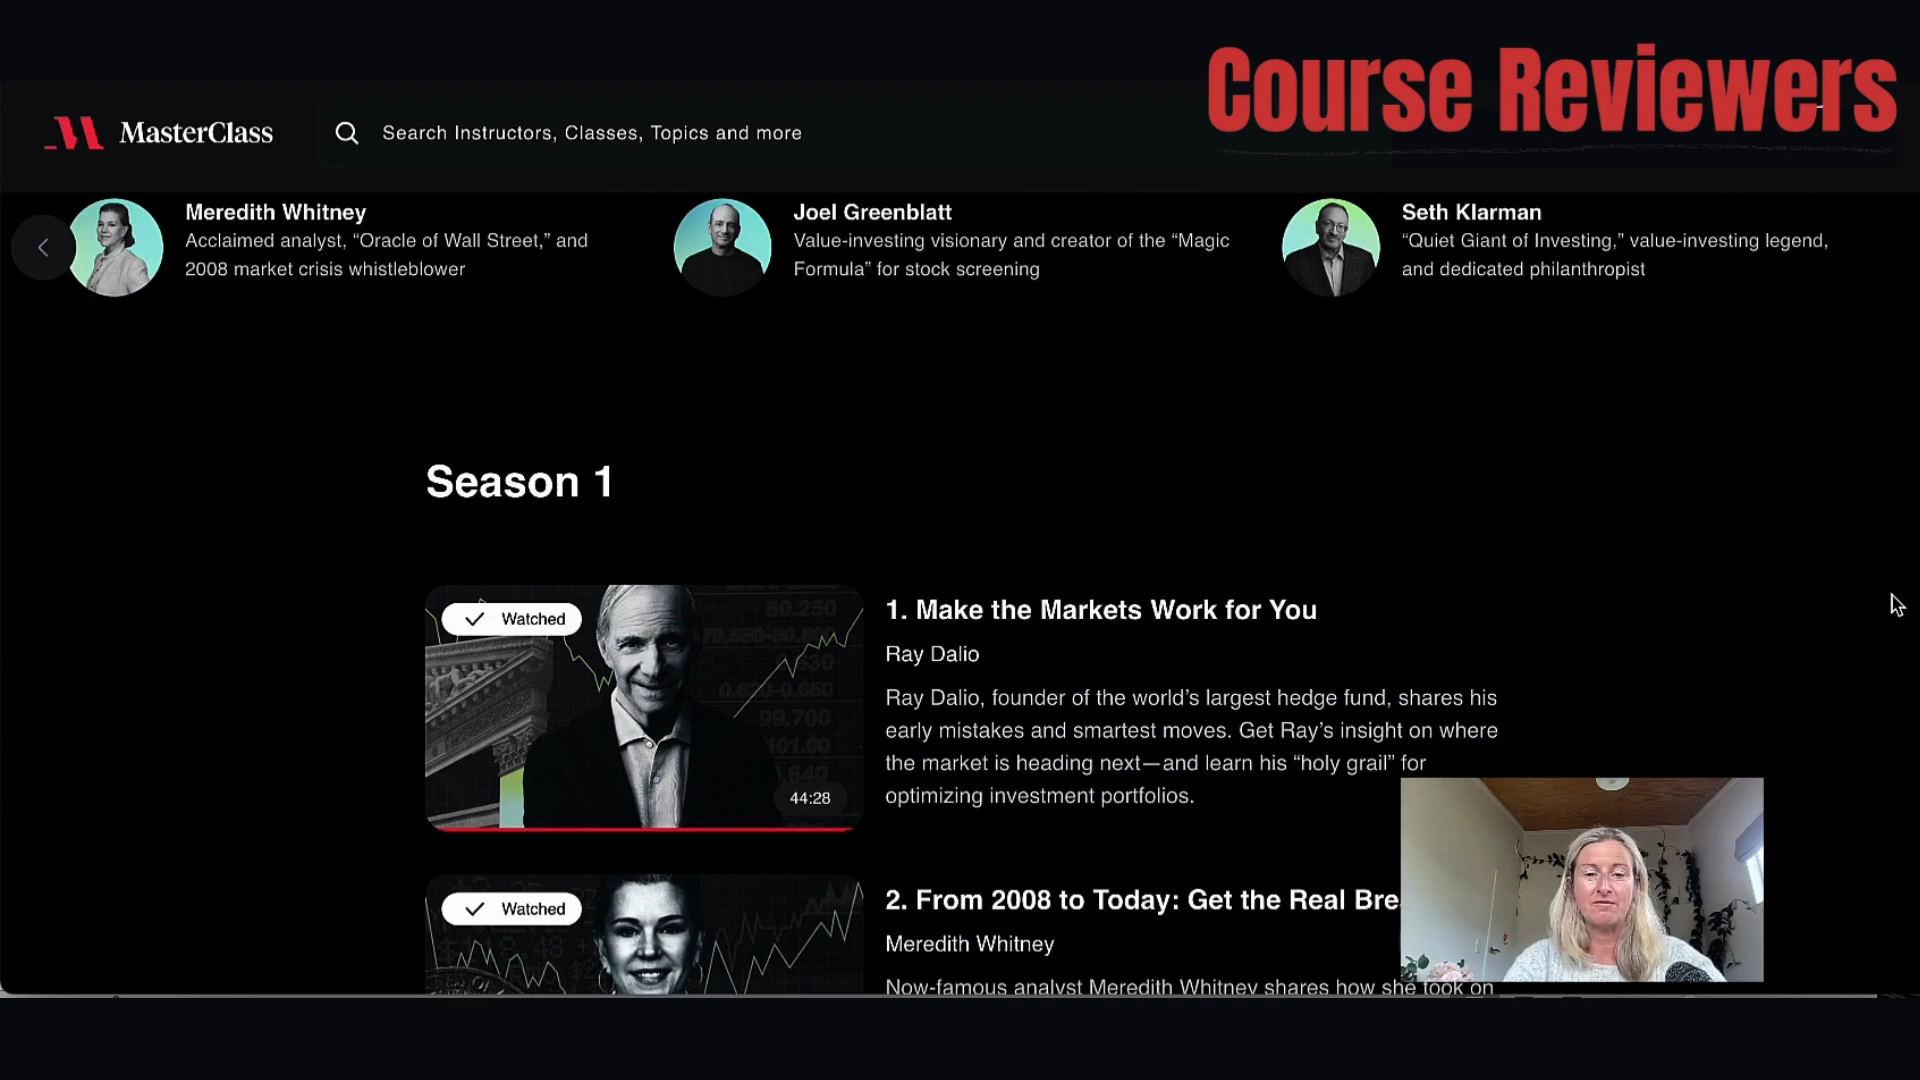 Course Reviewers
MasterClass
Search Instructors, Classes, Topics and more
Meredith Whitney
Acclaimed analyst, “Oracle of Wall Street,” and
2008 market crisis whistleblower
Joel Greenblatt
Value-investing visionary and creator of the “Magic
Formula” for stock screening
Seth Klarman
“Quiet Giant of Investing,” value-investing legend,
and dedicated philanthropist
Season 1
Watched
44:28
1. Make the Markets Work for You
Ray Dalio
Ray Dalio, founder of the world’s largest hedge fund, shares his
early mistakes and smartest moves. Get Ray’s insight on where
the market is heading next—and learn his “holy grail” for
optimizing investment portfolios.
Watched
2. From 2008 to Today: Get the Real Bre
Meredith Whitney
Now-famous analyst Meredith Whitney shares how she took on